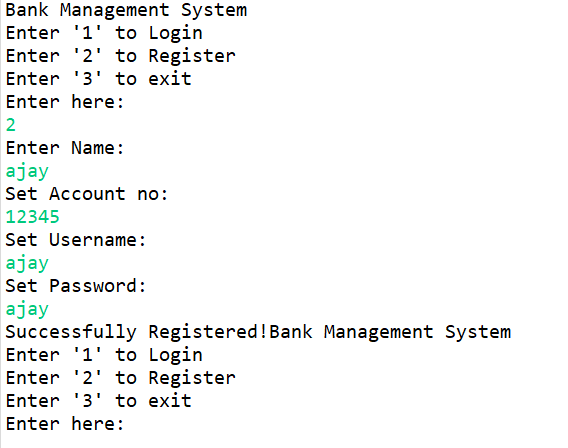 Bank Management System
Enter '1' to Login
Enter '2' to Register
Enter '3' to exit
Enter here:
2
Enter Name:
ajay
Set Account no:
12345
Set Username:
ajay
Set Password:
ajay
Successfully Registered!Bank Management System
Enter '1' to Login
Enter '2' to Register
Enter '3' to exit
Enter here: